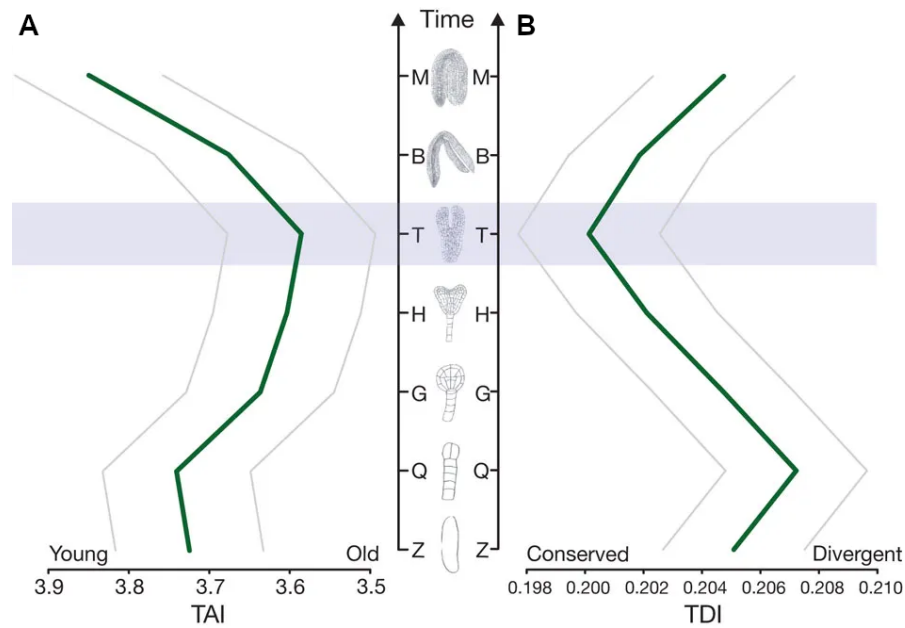 A
Time
B
M M
B B
T T
H H
G G
Q Q
Z Z
Young Old
Conserved Divergent
3.9 3.8 3.7 3.6 3.5
0.198 0.200 0.202 0.204 0.206 0.208 0.210
TAI
TDI